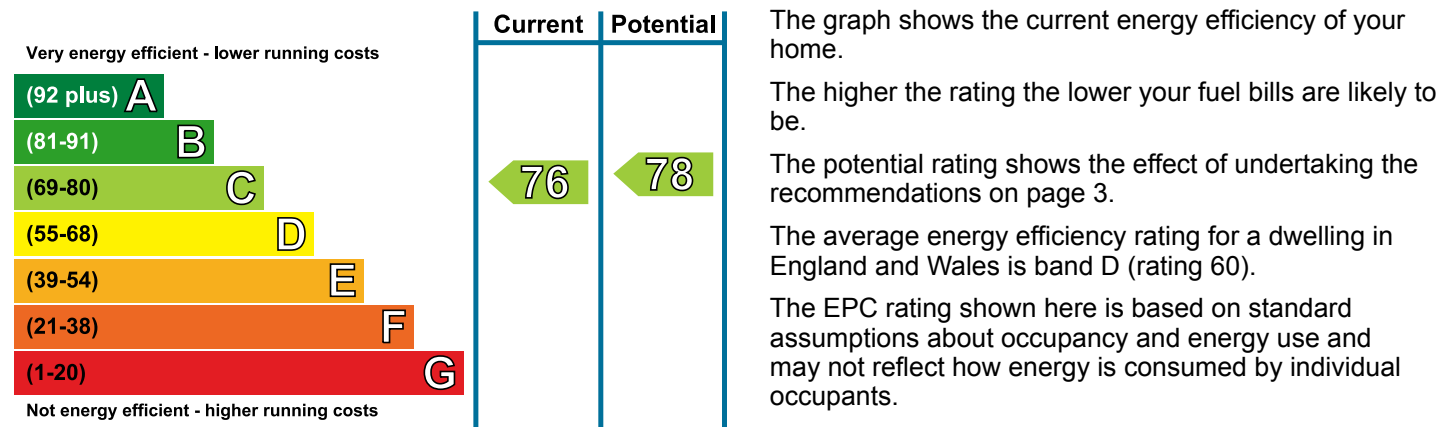 Current Potential
Very energy efficient - lower running costs
(92 plus) A
(81-91) B
(69-80) C
(55-68) D
(39-54) E
(21-38) F
(1-20) G
Not energy efficient - higher running costs
76 78
The graph shows the current energy efficiency of your
home.
The higher the rating the lower your fuel bills are likely to
be.
The potential rating shows the effect of undertaking the
recommendations on page 3.
The average energy efficiency rating for a dwelling in
England and Wales is band D (rating 60).
The EPC rating shown here is based on standard
assumptions about occupancy and energy use and
may not reflect how energy is consumed by individual
occupants.